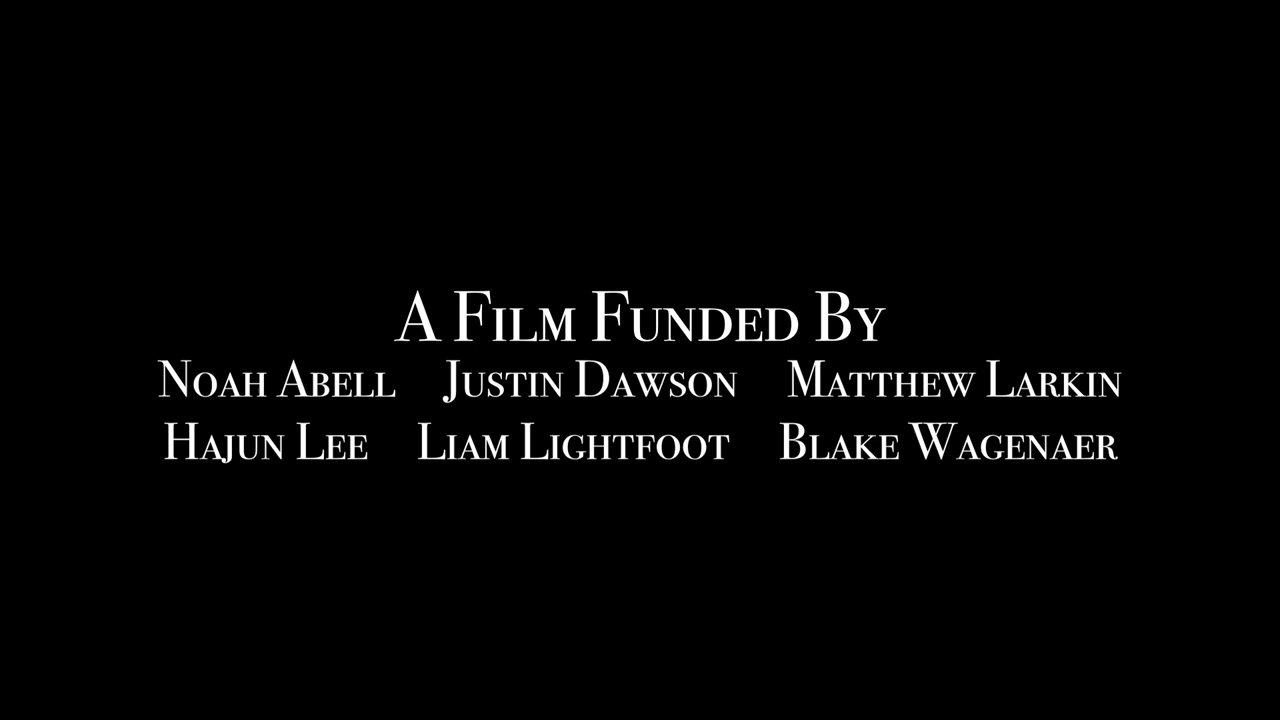 A Film Funded By
Noah Abell Justin Dawson Matthew Larkin
Hajun Lee Liam Lightfoot Blake Wagenaer